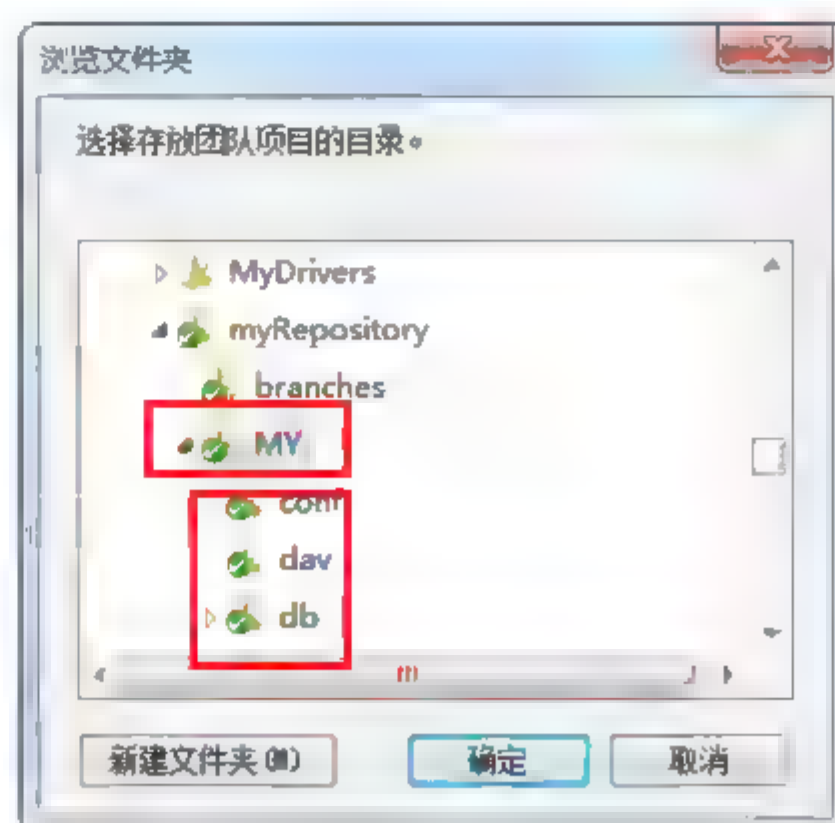 浏览文件夹
选择存放团队项目的目录。
MyDrivers
myRepository
branches
MY
conf
dav
db
新建文件夹(N)
确定
取消